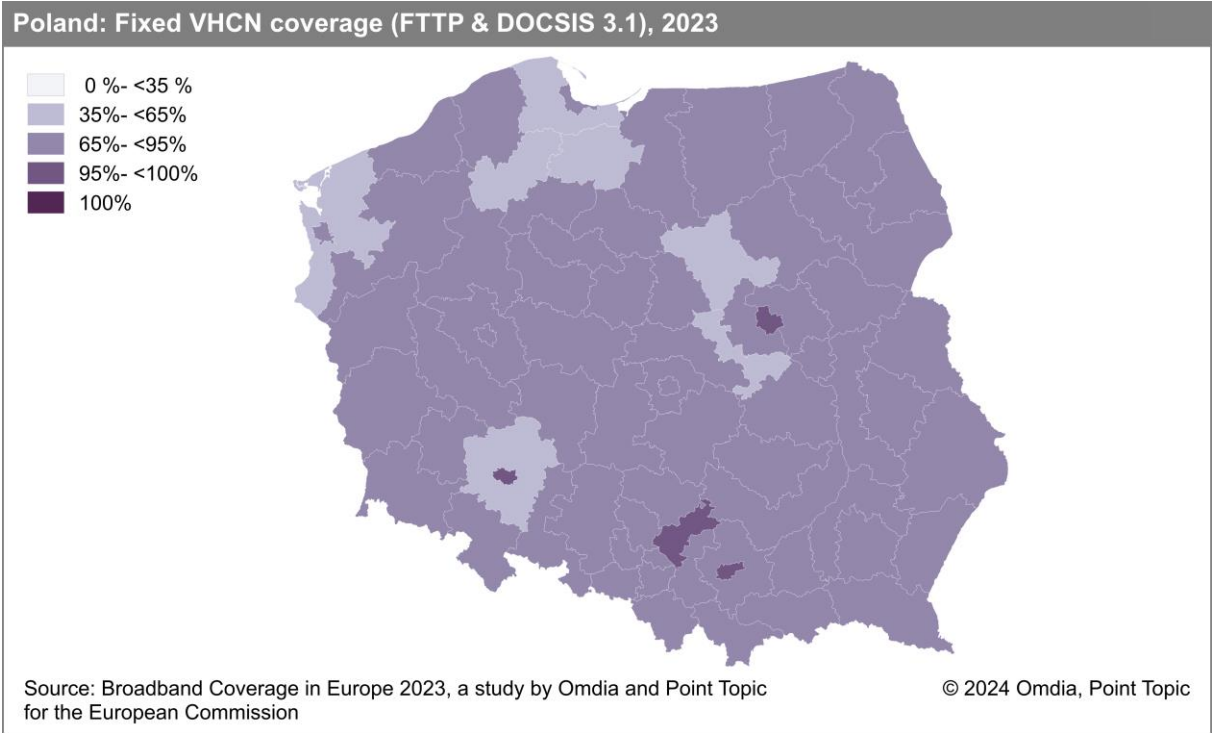 Poland: Fixed VHCN coverage (FTTP & DOCSIS 3.1), 2023
0 %- <35 %
35%- <65%
65%- <95%
95%- <100%
100%
Source: Broadband Coverage in Europe 2023, a study by Omdia and Point Topic
for the European Commission
© 2024 Omdia, Point Topic